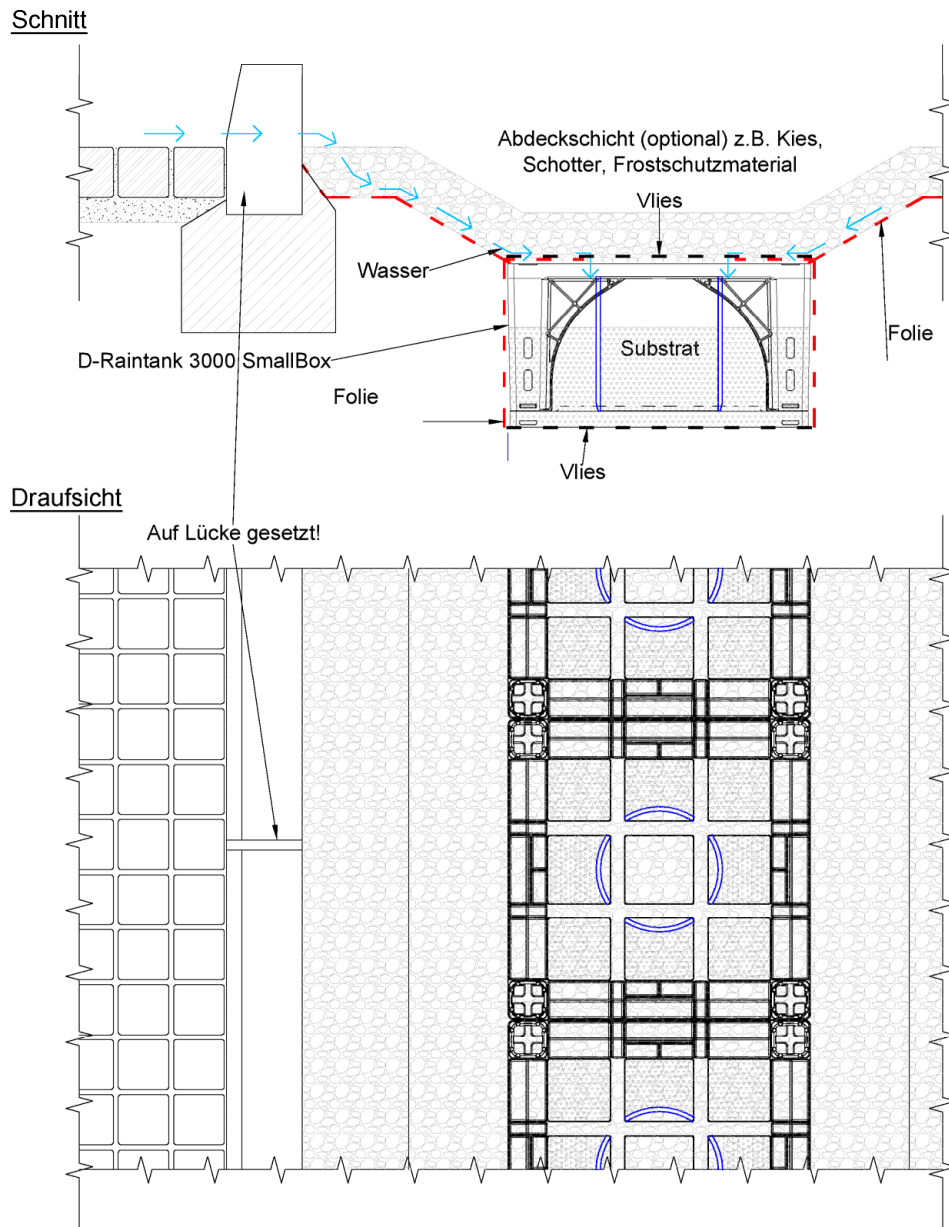 Schnitt
Abdeckschicht (optional) z.B. Kies,
Schotter, Frostschutzmaterial
Vlies
Wasser
D-Raintank 3000 SmallBox
Substrat
Folie
Folie
Vlies
Draufsicht
Auf Lücke gesetzt!